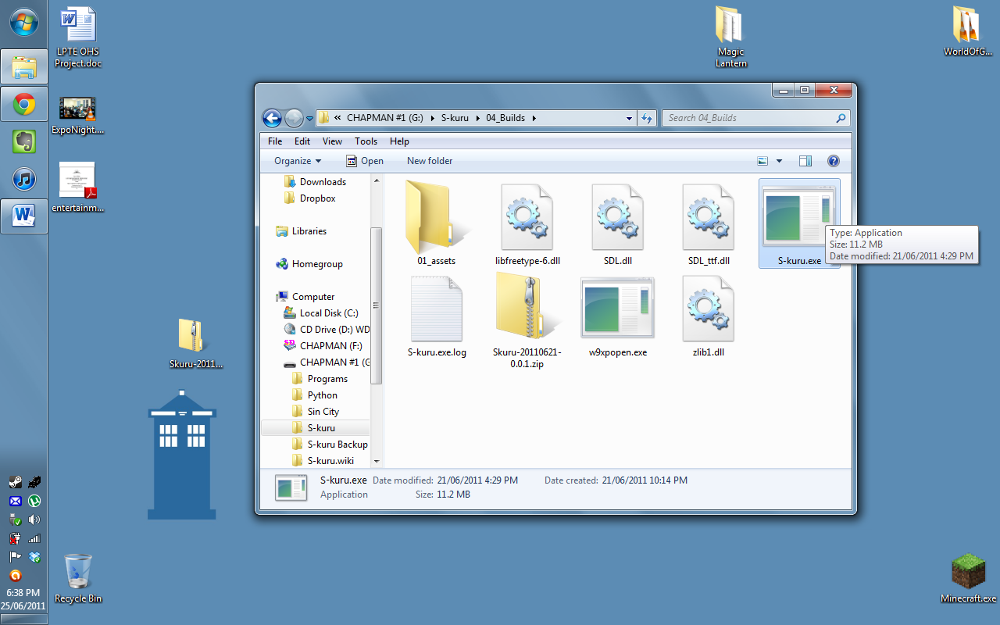 LPTE OHS
Project.doc
ExpoNight....
entertainm...
Magic
Lantern
WorldOfG...
« CHAPMAN #1 (G:) S-kuru 04_Builds
Search 04_Builds
File Edit View Tools Help
Organize Open New folder
Downloads
Dropbox
Libraries
Homegroup
Computer
Local Disk (C:)
CD Drive (D:) WD
CHAPMAN (F:)
CHAPMAN #1 (G
Programs
Python
Sin City
S-kuru
S-kuru Backup
S-kuru.wiki
01_assets
libfreetype-6.dll
SDL.dll
SDL_ttf.dll
S-kuru.exe
Type: Application
Size: 11.2 MB
Date modified: 21/06/2011 4:29 PM
S-kuru.exe.log
Skuru-20110621-
0.0.1.zip
w9xpopen.exe
zlib1.dll
S-kuru.exe Date modified: 21/06/2011 4:29 PM Date created: 21/06/2011 10:14 PM
Application Size: 11.2 MB
Skuru-2011...
6:38 PM
25/06/2011
Recycle Bin
Minecraft.exe